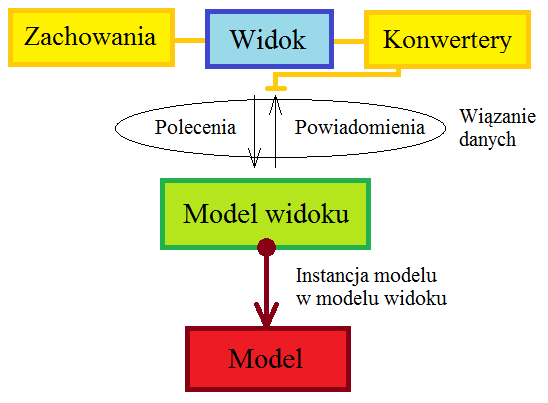 Zachowania
Widok
Konwertery
Polecenia
Powiadomienia
Wiązanie
danych
Model widoku
Instancja modelu
w modelu widoku
Model